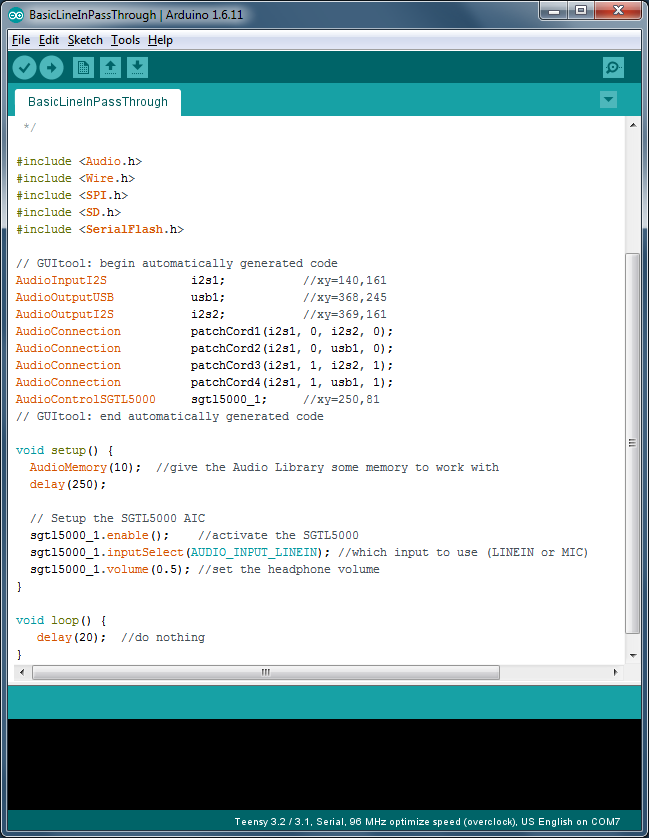 BasicLineInPassThrough | Arduino 1.6.11
File Edit Sketch Tools Help
BasicLineInPassThrough
*/
#include <Audio.h>
#include <Wire.h>
#include <SPI.h>
#include <SD.h>
#include <SerialFlash.h>
// GUItool: begin automatically generated code
AudioInputI2S            i2s1;           //xy=140,161
AudioOutputUSB           usb1;           //xy=368,245
AudioOutputI2S           i2s2;           //xy=369,161
AudioConnection          patchCord1(i2s1, 0, i2s2, 0);
AudioConnection          patchCord2(i2s1, 0, usb1, 0);
AudioConnection          patchCord3(i2s1, 1, i2s2, 1);
AudioConnection          patchCord4(i2s1, 1, usb1, 1);
AudioControlSGTL5000     sgtl5000_1;     //xy=250,81
// GUItool: end automatically generated code
void setup() {
  AudioMemory(10);  //give the Audio Library some memory to work with
  delay(250);
  // Setup the SGTL5000 AIC
  sgtl5000_1.enable();    //activate the SGTL5000
  sgtl5000_1.inputSelect(AUDIO_INPUT_LINEIN); //which input to use (LINEIN or MIC)
  sgtl5000_1.volume(0.5); //set the headphone volume
}
void loop() {
   delay(20);  //do nothing
}
Teensy 3.2 / 3.1, Serial, 96 MHz optimize speed (overclock), US English on COM7